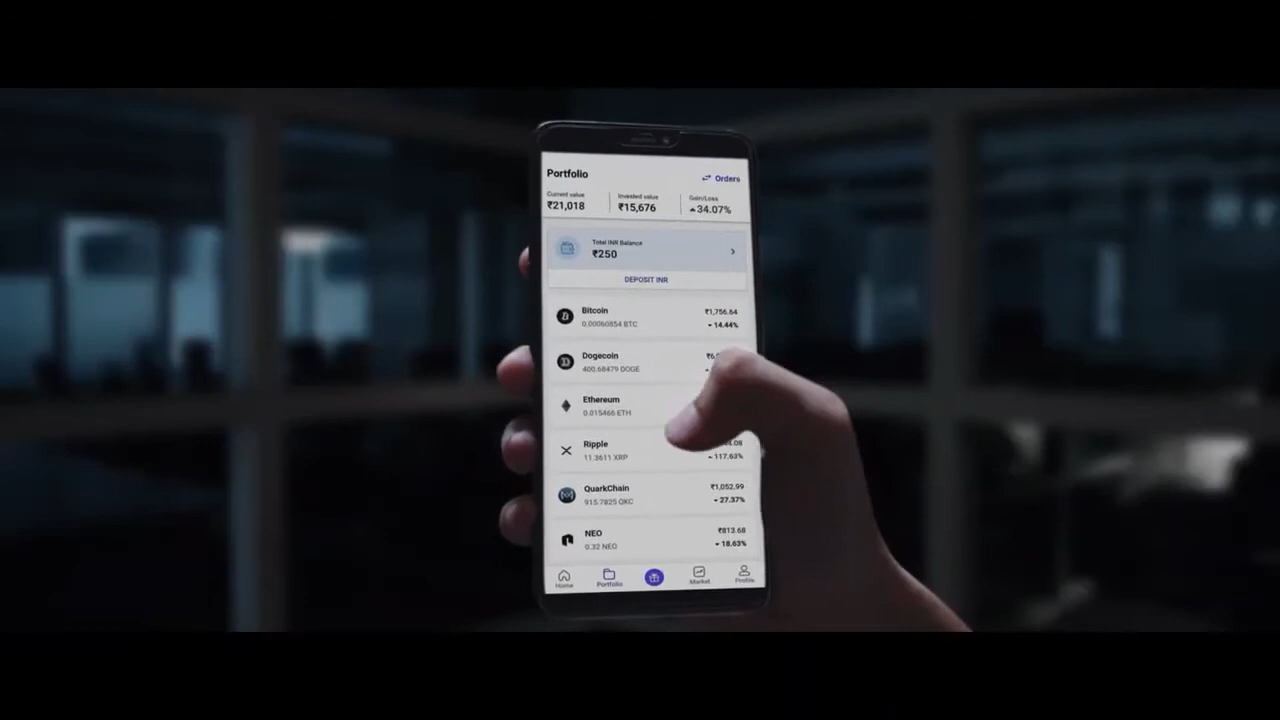 Portfolio
Orders
Current value
Invested value
Gain/Loss
₹21,018
₹15,676
34.07%
Total INR Balance
₹250
DEPOSIT INR
Bitcoin
₹1,756.64
0.00060854 BTC
14.44%
Dogecoin
400.68479 DOGE
Ethereum
0.015466 ETH
Ripple
11.3611 XRP
117.63%
QuarkChain
₹1,052.99
915.7825 QKC
27.37%
NEO
₹813.68
0.32 NEO
18.63%
Home
Portfolio
Market
Profile